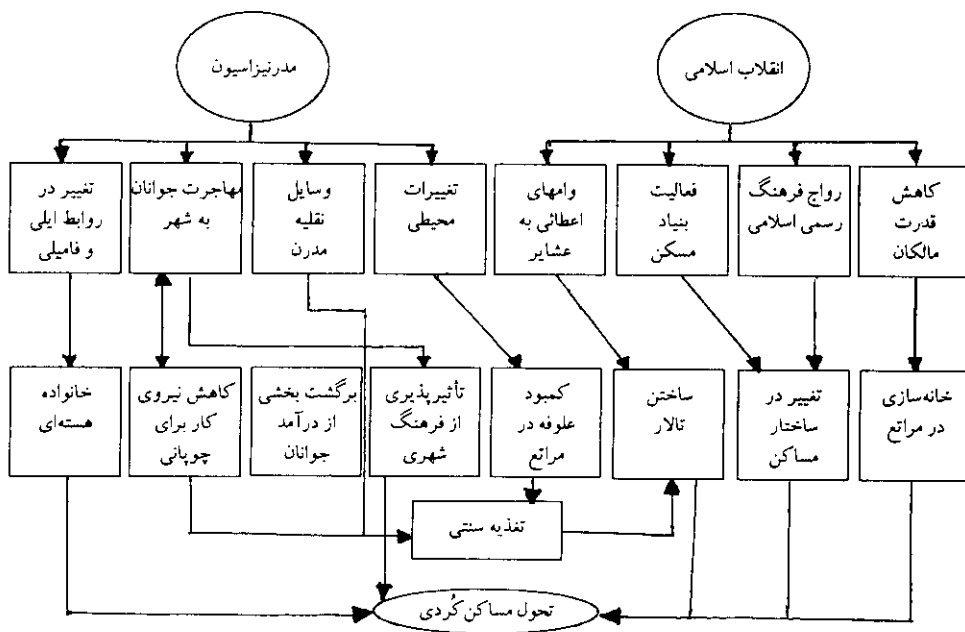 انقلاب اسلامی
مدرنیزاسیون
کاهش
قدرت
مالکان
رواج فرهنگ
رسمی اسلامی
فعالیت
بنیاد
مسکن
وامهای
اعطائی به
عشایر
تغییرات
محیطی
وسایل
نقلیه
مدرن
مهاجرت جوانان
به شهر
تغییر در
روابط ایلی
و فامیلی
خانه‌سازی
در مراتع
تغییر در
ساختار
مساکن
ساختن
تالار
کمبود
علوفه در
مراتع
تأثیرپذیری
از فرهنگ
شهری
برگشت بخشی
از درآمد
جوانان
کاهش نیروی
کار برای
چوپانی
خانواده
هسته‌ای
تغذیه سنتی
تحول مساکن کُردی